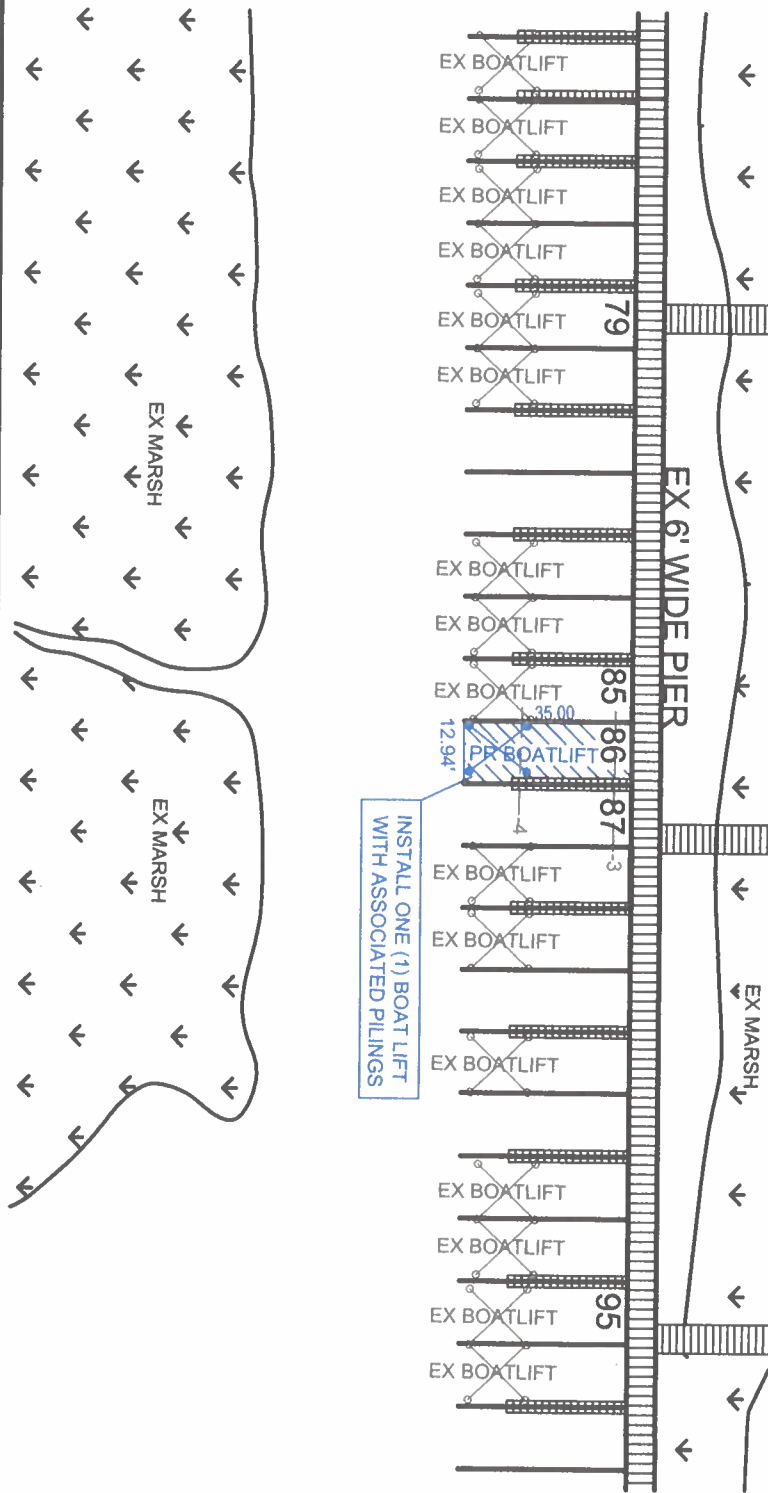 EX BOATLIFT
EX BOATLIFT
EX BOATLIFT
EX BOATLIFT
EX BOATLIFT
79
EX BOATLIFT
EX MARSH
EX 6' WIDE PIER
EX BOATLIFT
EX BOATLIFT
85
EX BOATLIFT
35.00
86
PR BOATLIFT
12.94'
87
-4
-3
INSTALL ONE (1) BOAT LIFT
WITH ASSOCIATED PILINGS
EX MARSH
EX BOATLIFT
EX BOATLIFT
EX MARSH
EX BOATLIFT
EX BOATLIFT
EX BOATLIFT
95
EX BOATLIFT
EX BOATLIFT